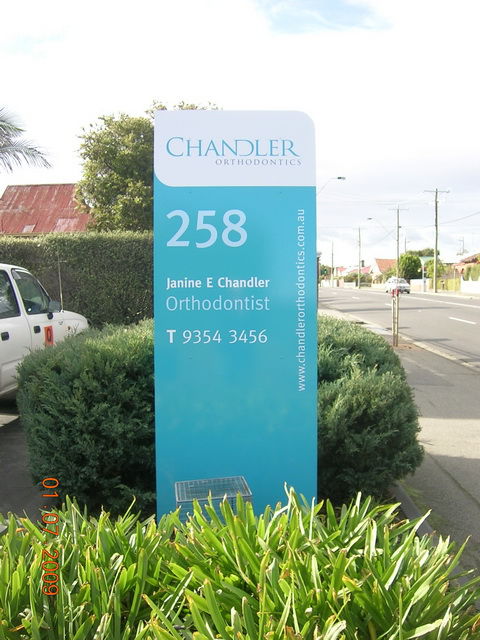 CHANDLER
ORTHODONTICS
258
Janine E Chandler
Orthodontist
T 9354 3456
www.chandlerorthodontics.com.au
01/07/2009